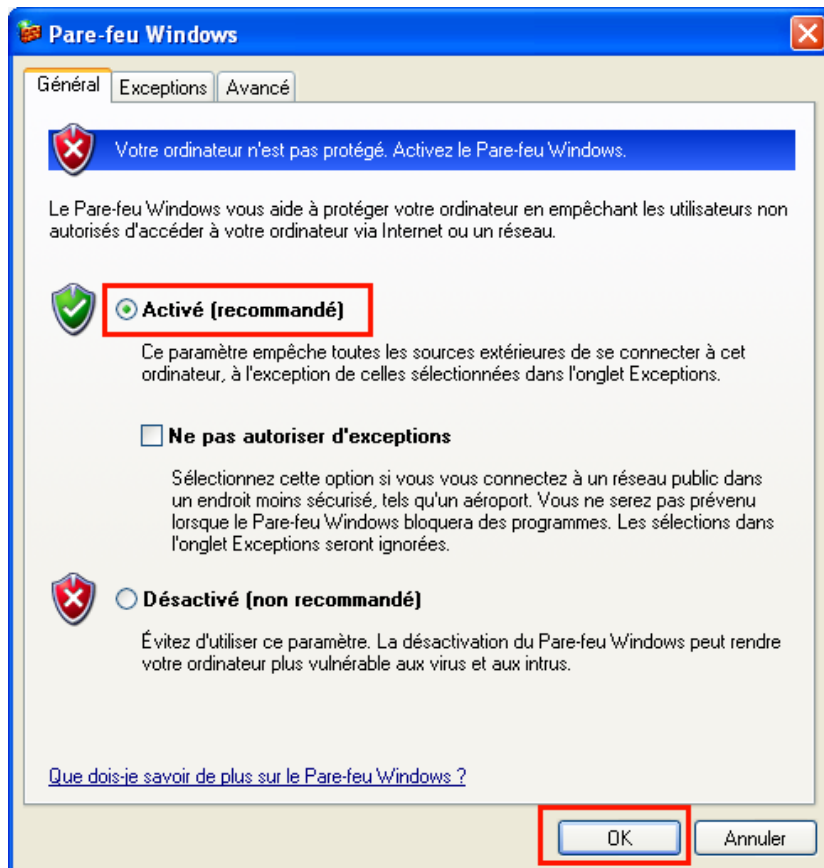 Pare-feu Windows
Général Exceptions Avancé
Votre ordinateur n'est pas protégé. Activez le Pare-feu Windows.
Le Pare-feu Windows vous aide à protéger votre ordinateur en empêchant les utilisateurs non
autorisés d'accéder à votre ordinateur via Internet ou un réseau.
Activé (recommandé)
Ce paramètre empêche toutes les sources extérieures de se connecter à cet
ordinateur, à l'exception de celles sélectionnées dans l'onglet Exceptions.
Ne pas autoriser d'exceptions
Sélectionnez cette option si vous vous connectez à un réseau public dans
un endroit moins sécurisé, tels qu'un aéroport. Vous ne serez pas prévenu
lorsque le Pare-feu Windows bloquera des programmes. Les sélections dans
l'onglet Exceptions seront ignorées.
Désactivé (non recommandé)
Évitez d'utiliser ce paramètre. La désactivation du Pare-feu Windows peut rendre
votre ordinateur plus vulnérable aux virus et aux intrus.
Que dois-je savoir de plus sur le Pare-feu Windows ?
OK Annuler